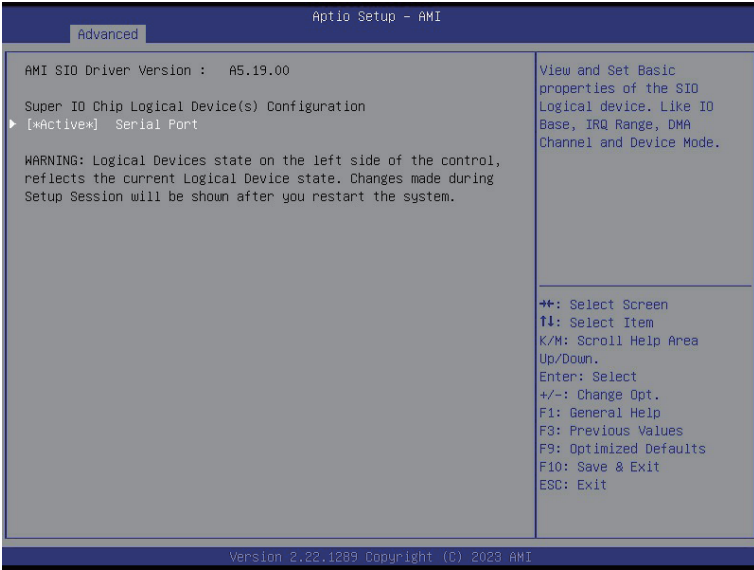 Aptio Setup – AMI
Advanced
AMI SIO Driver Version : A5.19.00
Super IO Chip Logical Device(s) Configuration
[*Active*] Serial Port
WARNING: Logical Devices state on the left side of the control,
reflects the current Logical Device state. Changes made during
Setup Session will be shown after you restart the system.
View and Set Basic
properties of the SIO
Logical device. Like IO
Base, IRQ Range, DMA
Channel and Device Mode.
→←: Select Screen
↑↓: Select Item
K/M: Scroll Help Area
Up/Down.
Enter: Select
+/-: Change Opt.
F1: General Help
F3: Previous Values
F9: Optimized Defaults
F10: Save & Exit
ESC: Exit
Version 2.22.1289 Copyright (C) 2023 AMI